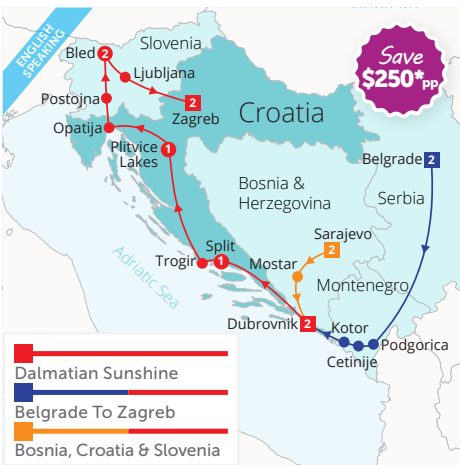 ENGLISH
SPEAKING
Save
$250*pp
Slovenia
Bled
2
Ljubljana
Postojna
2
Zagreb
Croatia
Opatija
Plitvice
Lakes
1
Belgrade
2
Bosnia &
Herzegovina
Serbia
Sarajevo
2
Adriatic Sea
Trogir
Split
1
Mostar
Montenegro
Dubrovnik
2
Kotor
Cetinije
Podgorica
Dalmatian Sunshine
Belgrade To Zagreb
Bosnia, Croatia & Slovenia